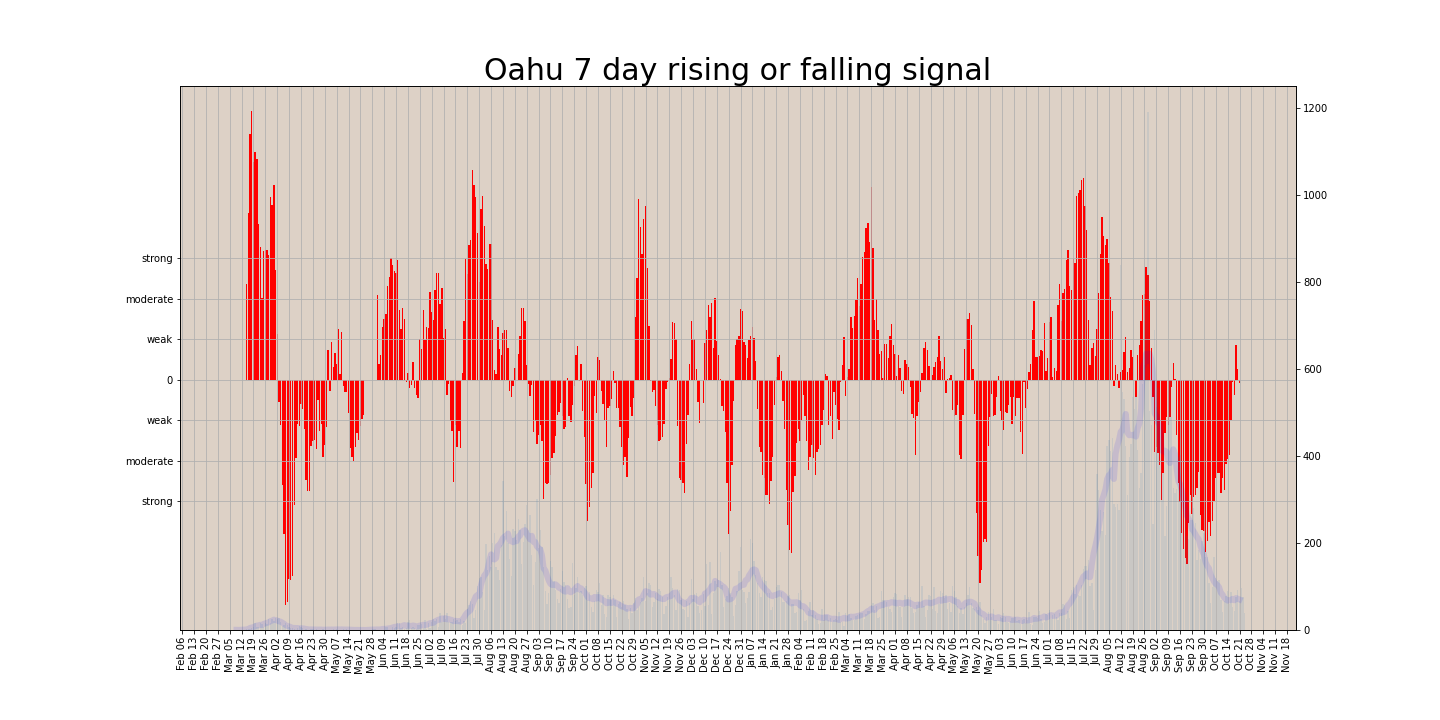 Oahu 7 day rising or falling signal
strong
moderate
weak
0
weak
moderate
strong
1200
1000
800
600
400
200
0
Feb 06
Feb 13
Feb 20
Feb 27
Mar 05
Mar 12
Mar 19
Mar 26
Apr 02
Apr 09
Apr 16
Apr 23
Apr 30
May 07
May 14
May 21
May 28
Jun 04
Jun 11
Jun 18
Jun 25
Jul 02
Jul 09
Jul 16
Jul 23
Jul 30
Aug 06
Aug 13
Aug 20
Aug 27
Sep 03
Sep 10
Sep 17
Sep 24
Oct 01
Oct 08
Oct 15
Oct 22
Oct 29
Nov 05
Nov 12
Nov 19
Nov 26
Dec 03
Dec 10
Dec 17
Dec 24
Dec 31
Jan 07
Jan 14
Jan 21
Jan 28
Feb 04
Feb 11
Feb 18
Feb 25
Mar 04
Mar 11
Mar 18
Mar 25
Apr 01
Apr 08
Apr 15
Apr 22
Apr 29
May 06
May 13
May 20
May 27
Jun 03
Jun 10
Jun 17
Jun 24
Jul 01
Jul 08
Jul 15
Jul 22
Jul 29
Aug 05
Aug 12
Aug 19
Aug 26
Sep 02
Sep 09
Sep 16
Sep 23
Sep 30
Oct 07
Oct 14
Oct 21
Oct 28
Nov 04
Nov 11
Nov 18